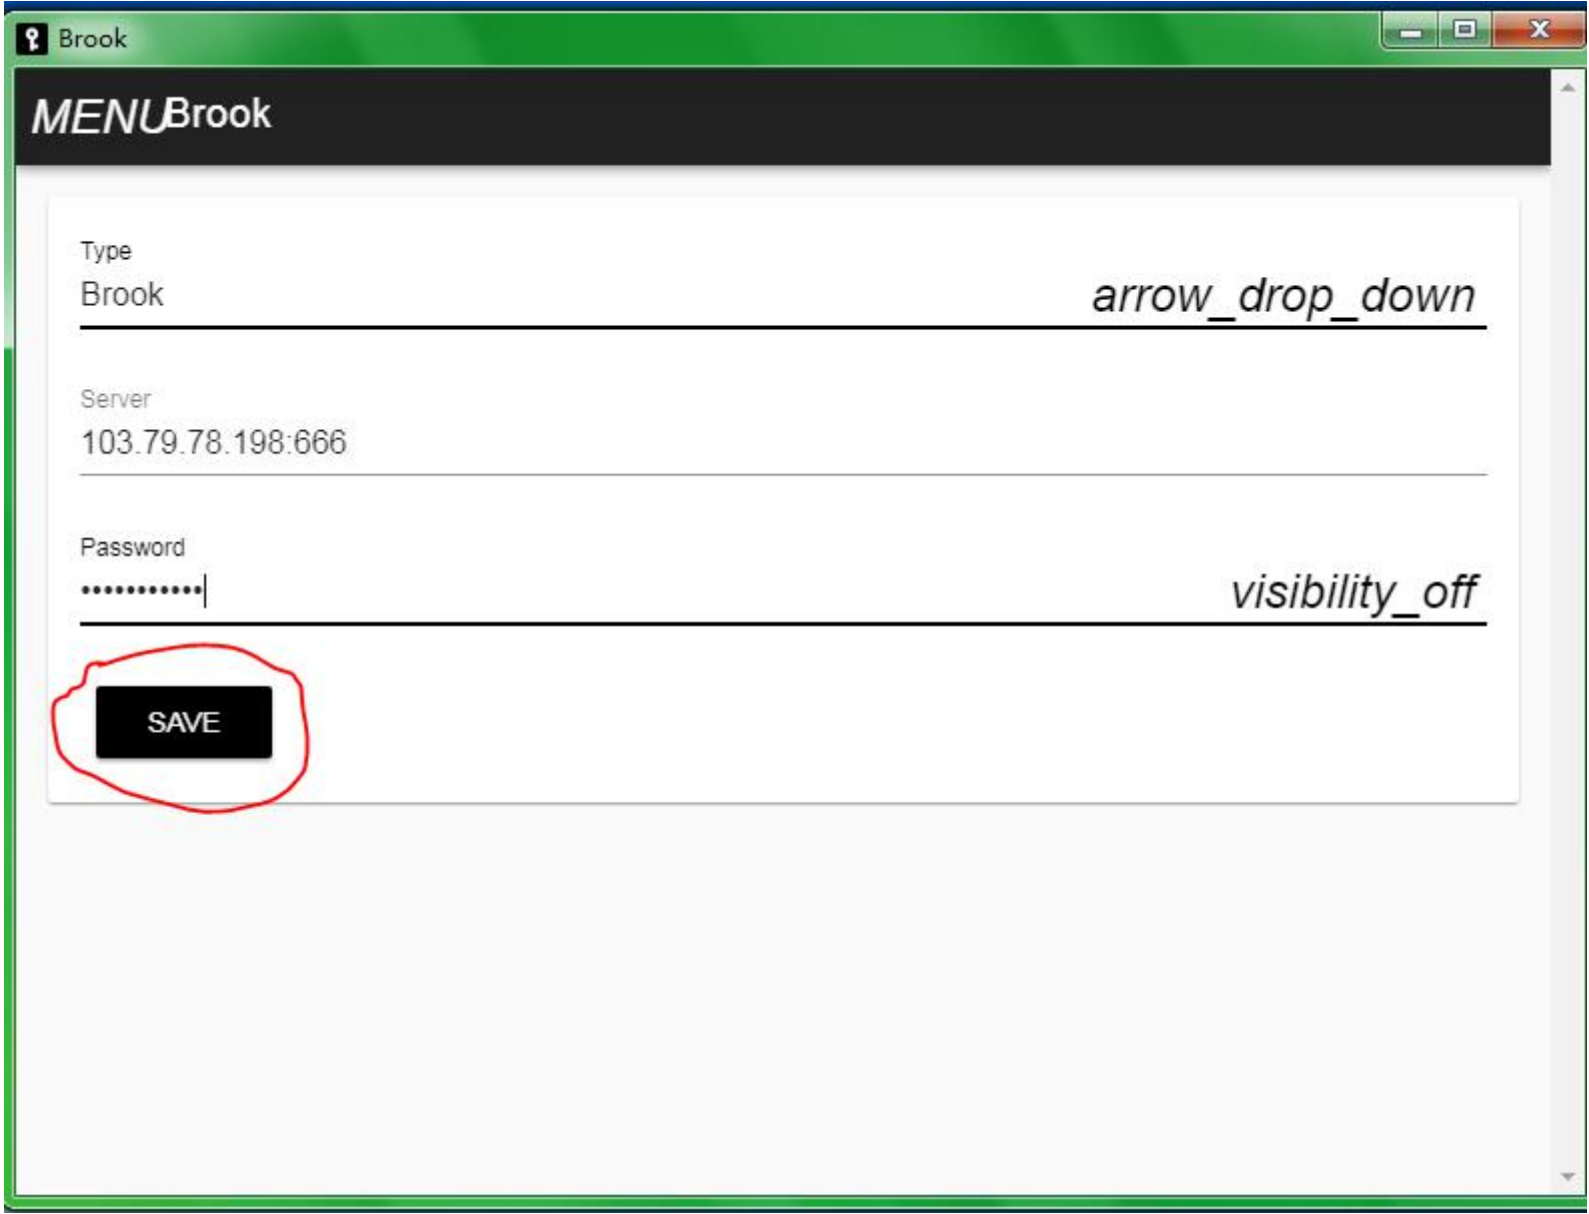 Brook
MENUBrook
Type
Brook arrow_drop_down
Server
103.79.78.198:666
Password
••••••••••• visibility_off
SAVE